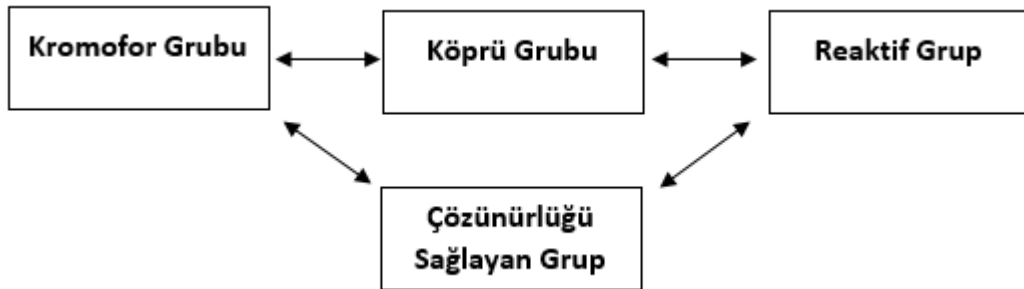 Kromofor Grubu
Köprü Grubu
Reaktif Grup
Çözünürlüğü
Sağlayan Grup